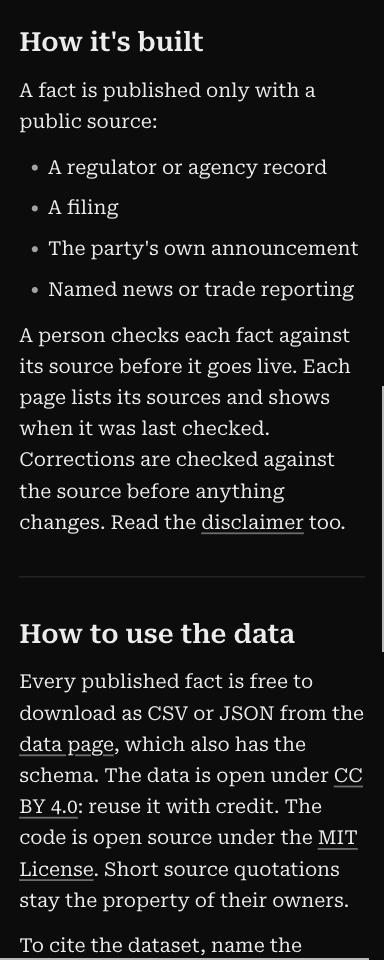 How it's built
A fact is published only with a
public source:
• A regulator or agency record
• A filing
• The party's own announcement
• Named news or trade reporting
A person checks each fact against
its source before it goes live. Each
page lists its sources and shows
when it was last checked.
Corrections are checked against
the source before anything
changes. Read the disclaimer too.
How to use the data
Every published fact is free to
download as CSV or JSON from the
data page, which also has the
schema. The data is open under CC
BY 4.0: reuse it with credit. The
code is open source under the MIT
License. Short source quotations
stay the property of their owners.
To cite the dataset, name the